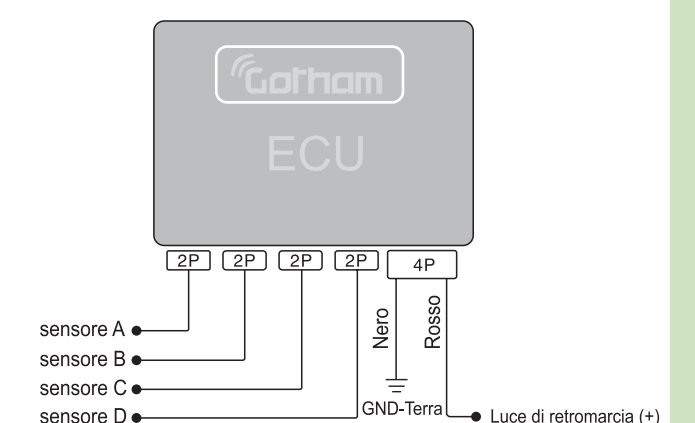 Gotham
ECU
2P 2P 2P 2P 4P
Nero
Rosso
sensore A
sensore B
sensore C
sensore D
GND-Terra
Luce di retromarcia (+)